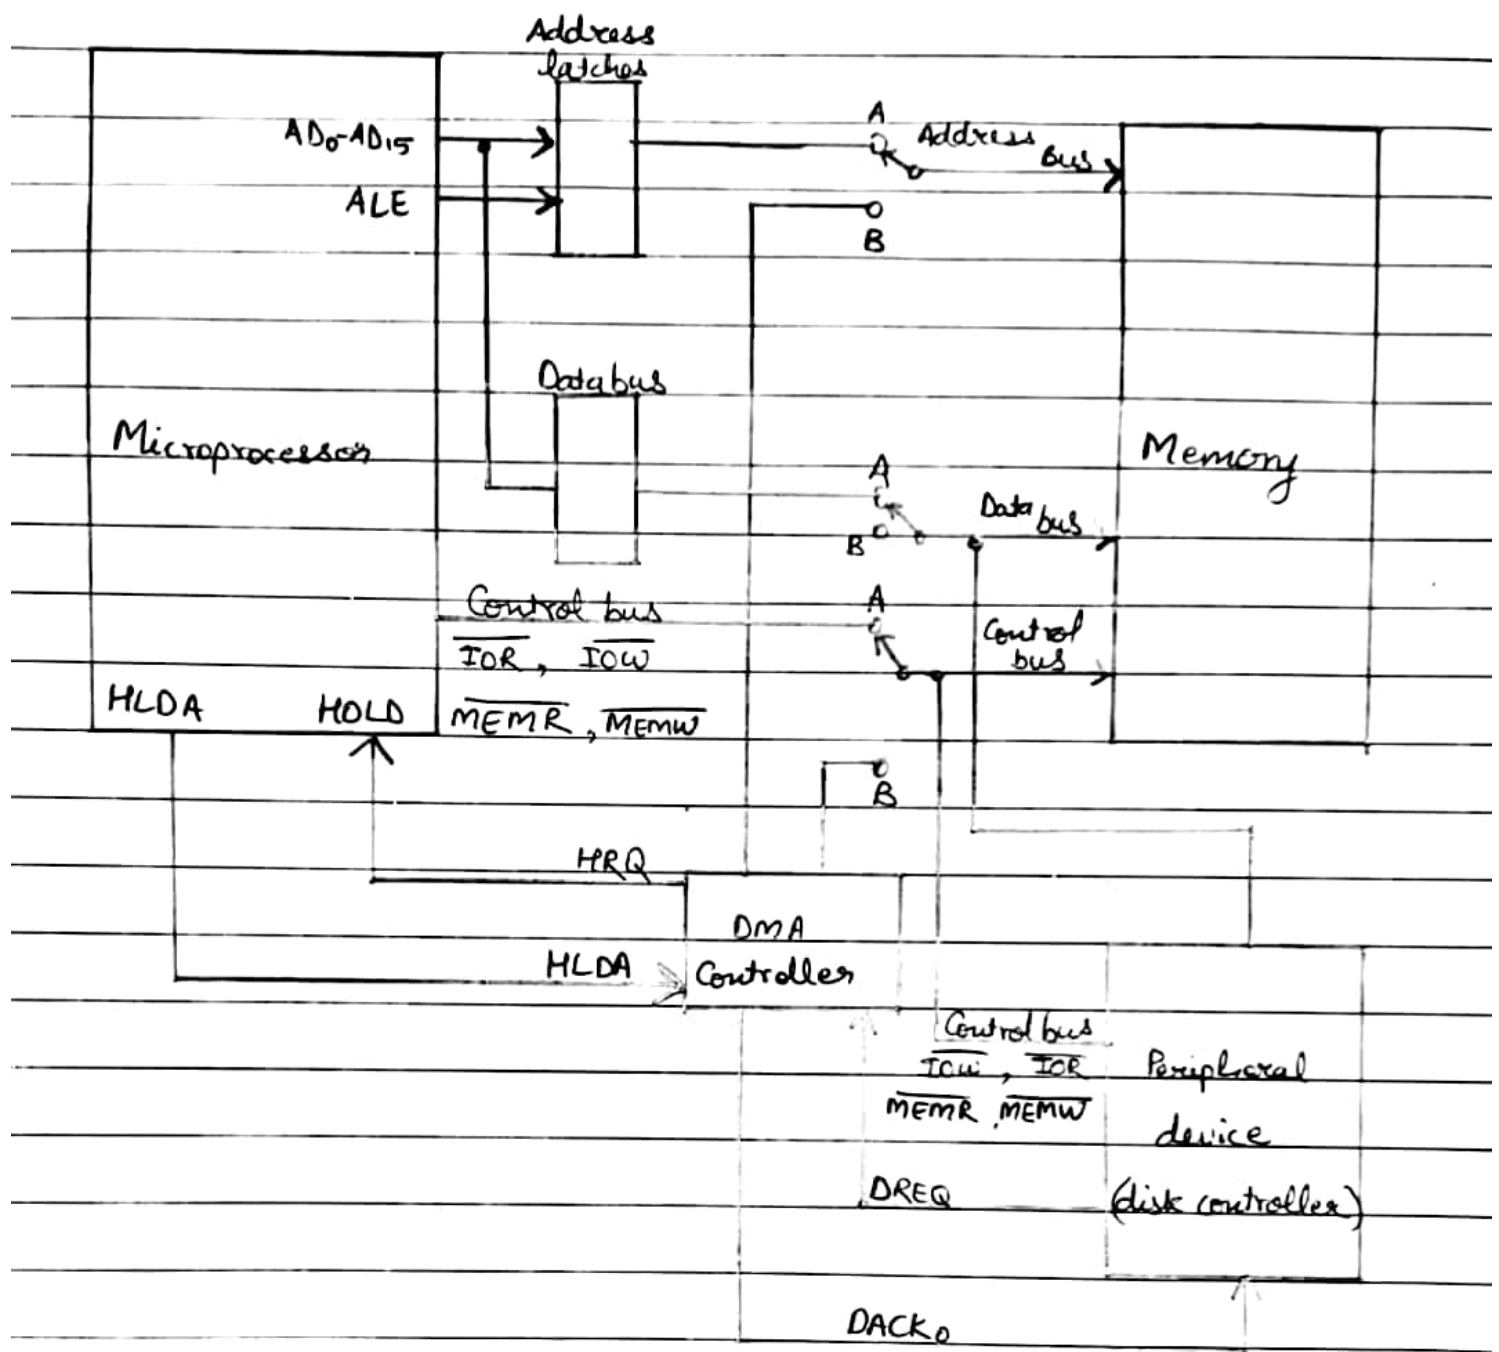 Address
latches
AD0-AD15
ALE
A
Address
Bus
B
Databus
Microprocessor
Memory
A
Data
bus
B
Control bus
A
Control
bus
IOR, IOW
HLDA HOLD
MEMR, MEMW
B
HRQ
DMA
Controller
HLDA
Control bus
IOW, IOR
MEMR, MEMW
Peripheral
device
(disk controller)
DREQ
DACK0